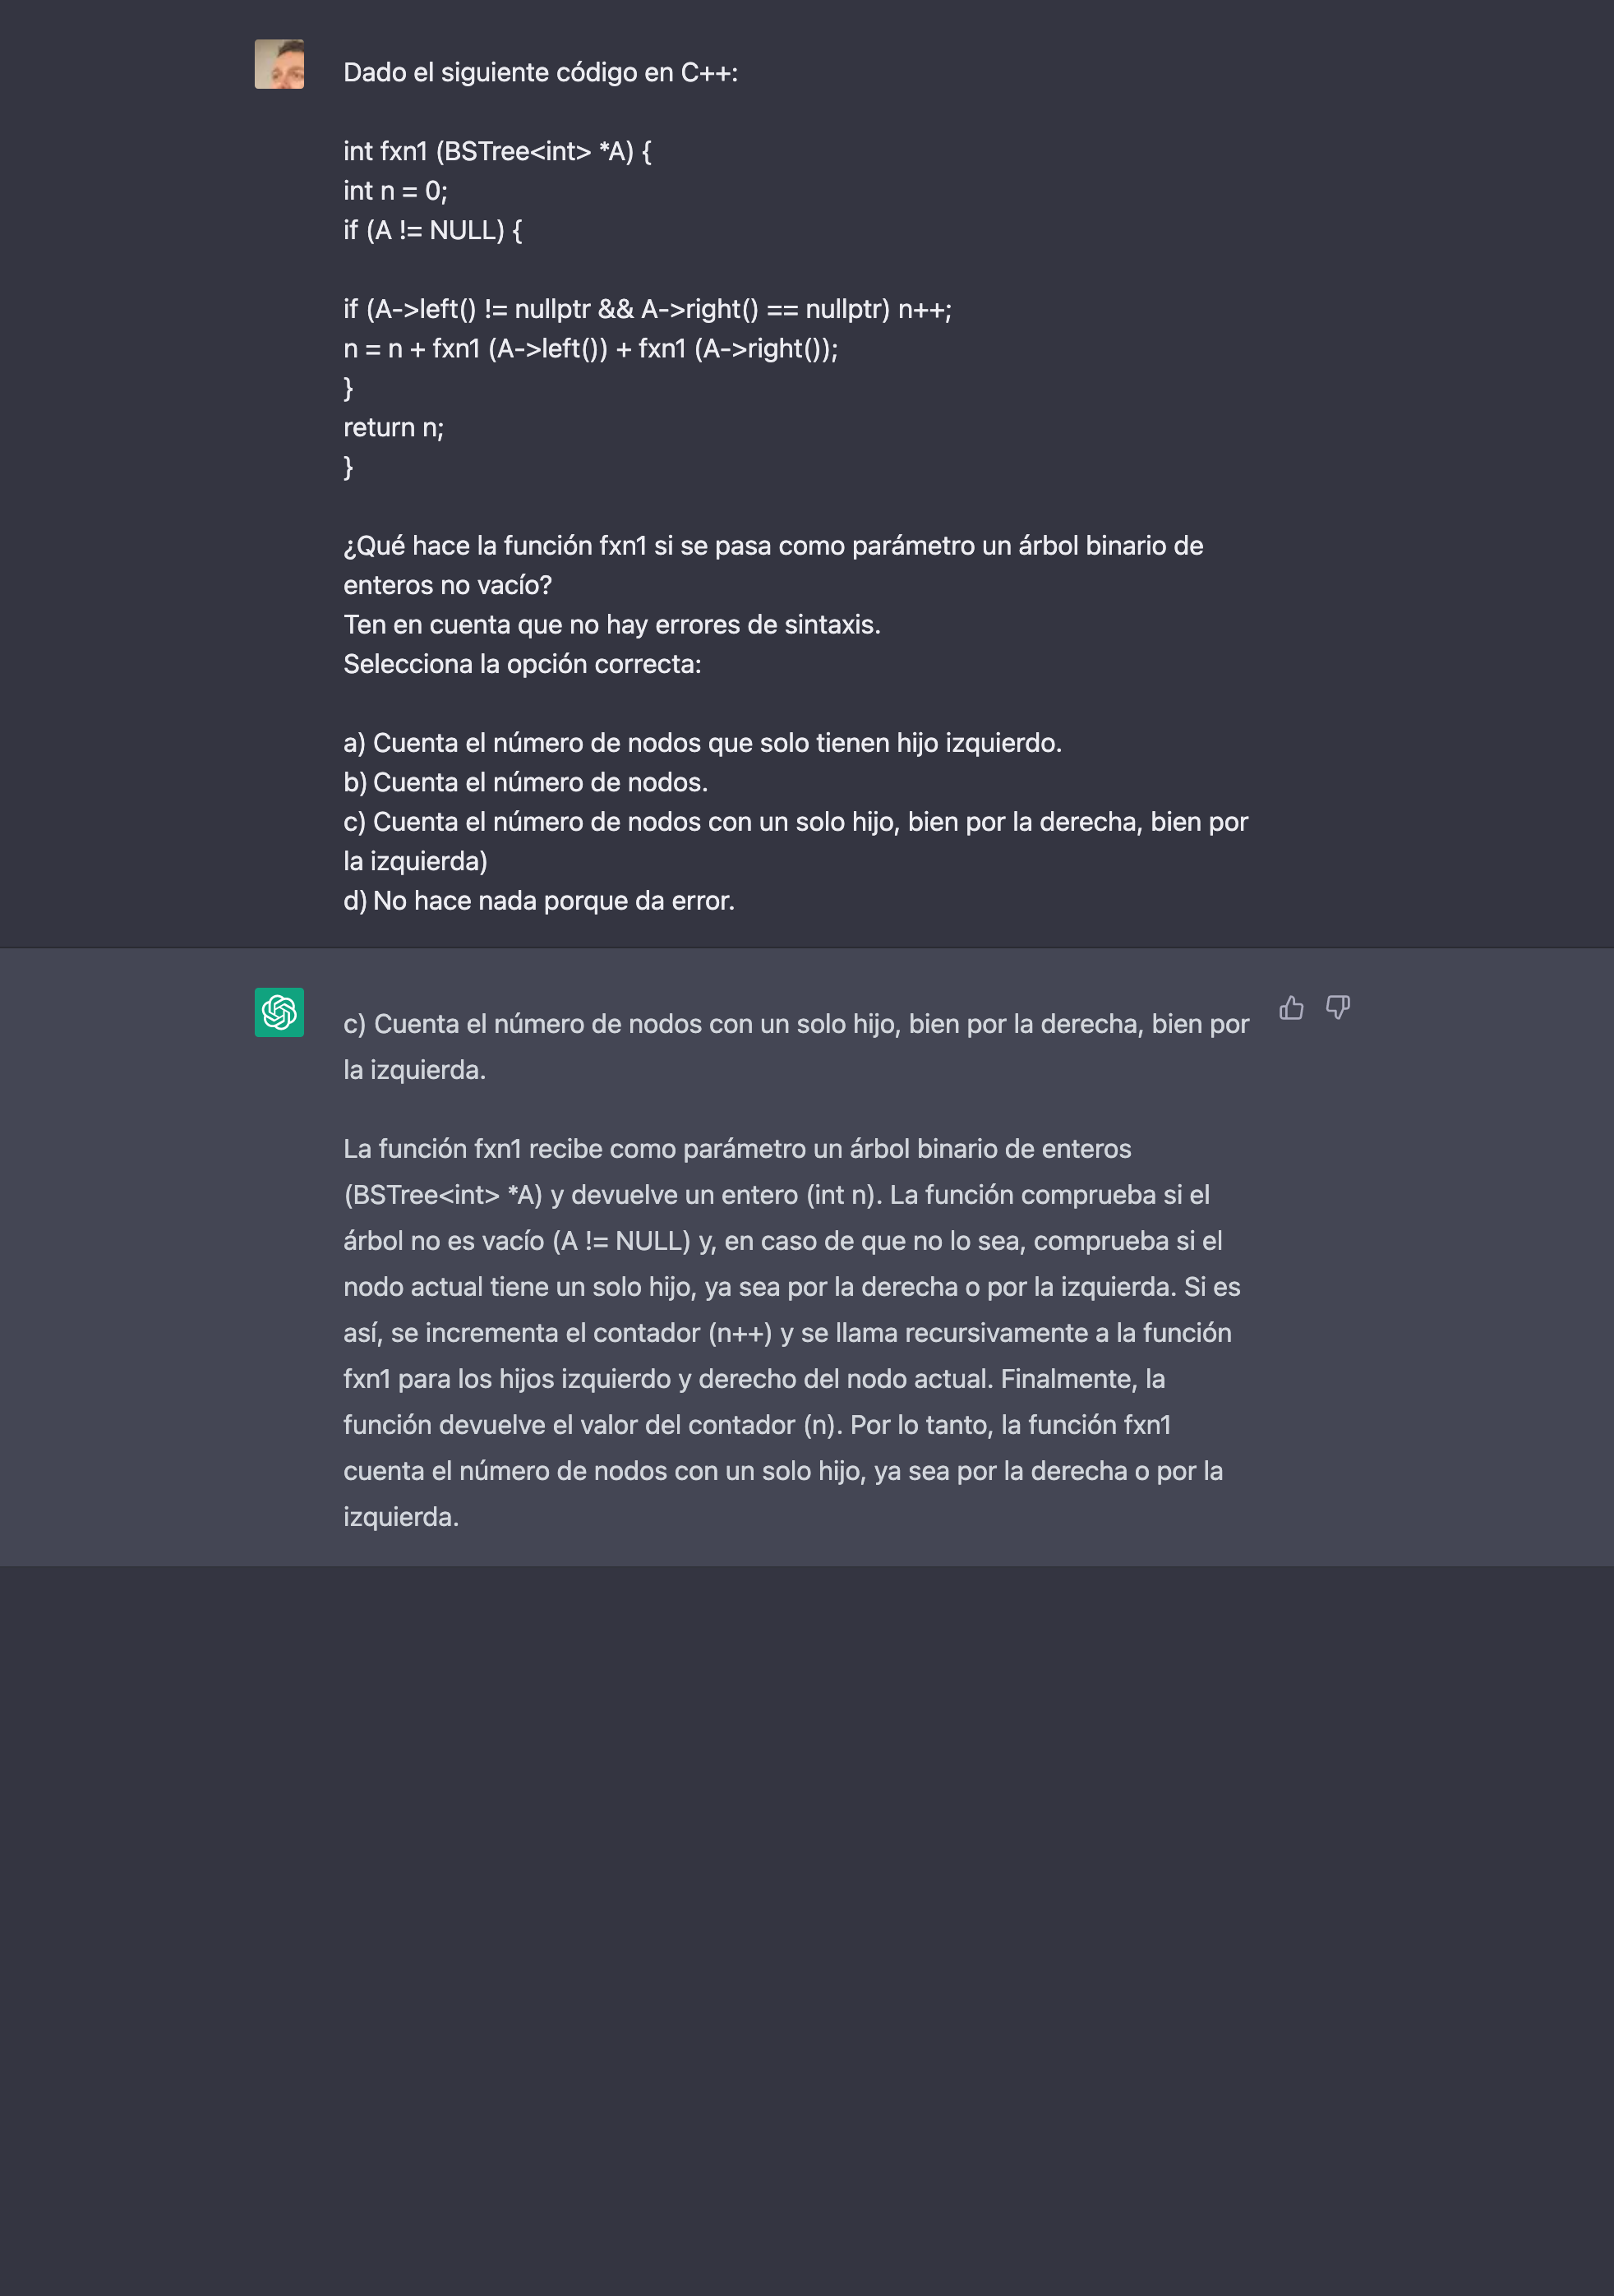 Dado el siguiente código en C++:
int fxn1 (BSTree<int> *A) {
int n = 0;
if (A != NULL) {
if (A->left() != nullptr && A->right() == nullptr) n++;
n = n + fxn1 (A->left()) + fxn1 (A->right());
}
return n;
}
¿Qué hace la función fxn1 si se pasa como parámetro un árbol binario de
enteros no vacío?
Ten en cuenta que no hay errores de sintaxis.
Selecciona la opción correcta:
a) Cuenta el número de nodos que solo tienen hijo izquierdo.
b) Cuenta el número de nodos.
c) Cuenta el número de nodos con un solo hijo, bien por la derecha, bien por
la izquierda)
d) No hace nada porque da error.
c) Cuenta el número de nodos con un solo hijo, bien por la derecha, bien por
la izquierda.
La función fxn1 recibe como parámetro un árbol binario de enteros
(BSTree<int> *A) y devuelve un entero (int n). La función comprueba si el
árbol no es vacío (A != NULL) y, en caso de que no lo sea, comprueba si el
nodo actual tiene un solo hijo, ya sea por la derecha o por la izquierda. Si es
así, se incrementa el contador (n++) y se llama recursivamente a la función
fxn1 para los hijos izquierdo y derecho del nodo actual. Finalmente, la
función devuelve el valor del contador (n). Por lo tanto, la función fxn1
cuenta el número de nodos con un solo hijo, ya sea por la derecha o por la
izquierda.